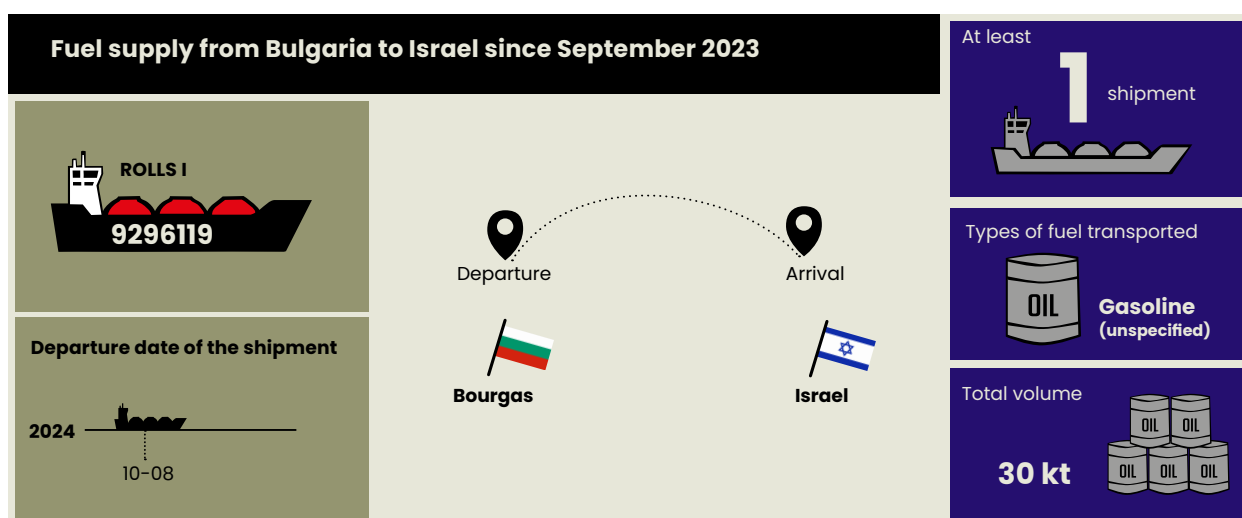 Fuel supply from Bulgaria to Israel since September 2023
ROLLS I
9296119
Departure date of the shipment
2024
10-08
Departure
Arrival
Bourgas
Israel
At least
1
shipment
Types of fuel transported
OIL
Gasoline
(unspecified)
Total volume
30 kt
OIL OIL
OIL OIL OIL